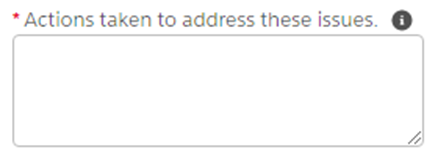 * Actions taken to address these issues. i